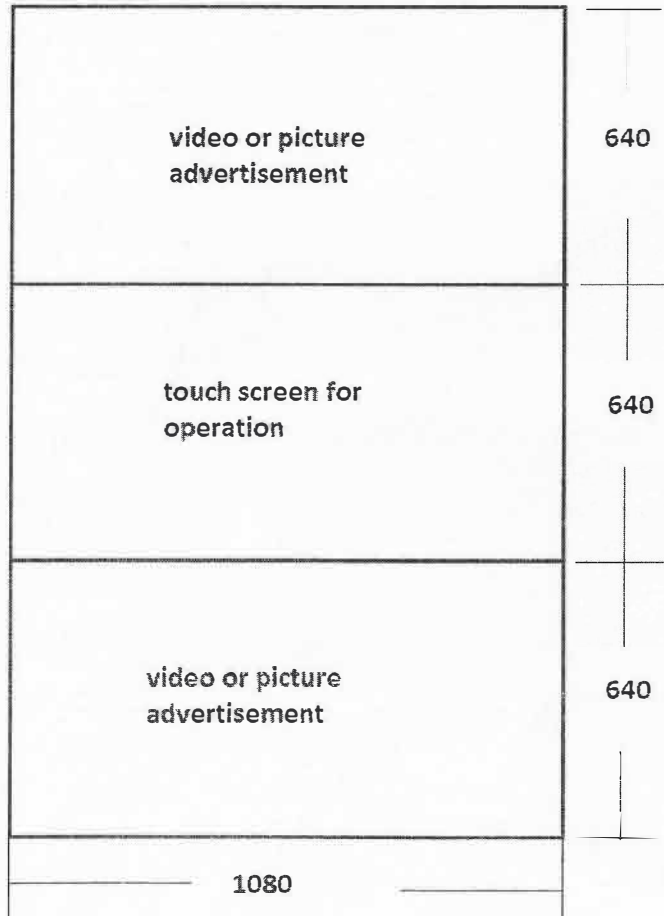 video or picture
advertisement
640
touch screen for
operation
640
video or picture
advertisement
640
1080